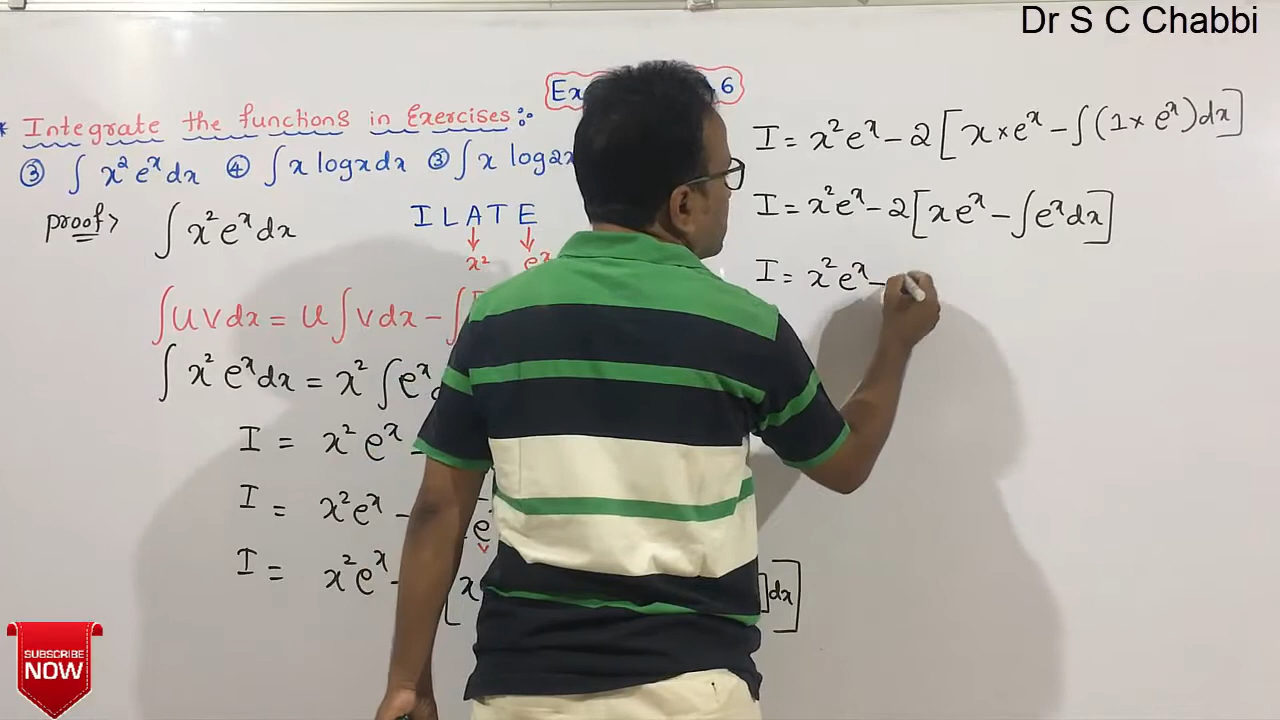 Dr S C Chabbi
Ex 6
* Integrate the functions in Exercises :-
③ ∫ x² eˣ dx ④ ∫ x log x dx ③ ∫ x log 2x
proof> ∫ x² eˣ dx
I L A T E
↓ ↓
x² eˣ
∫ U V dx = U ∫ V dx - ∫
∫ x² eˣ dx = x² ∫ eˣ
I = x² eˣ
I = x² eˣ - e
I = x² eˣ - [x ] dx ]
I = x² eˣ - 2 [ x × eˣ - ∫ (1 × eˣ) dx ]
I = x² eˣ - 2 [ x eˣ - ∫ eˣ dx ]
I = x² eˣ -
SUBSCRIBE
NOW